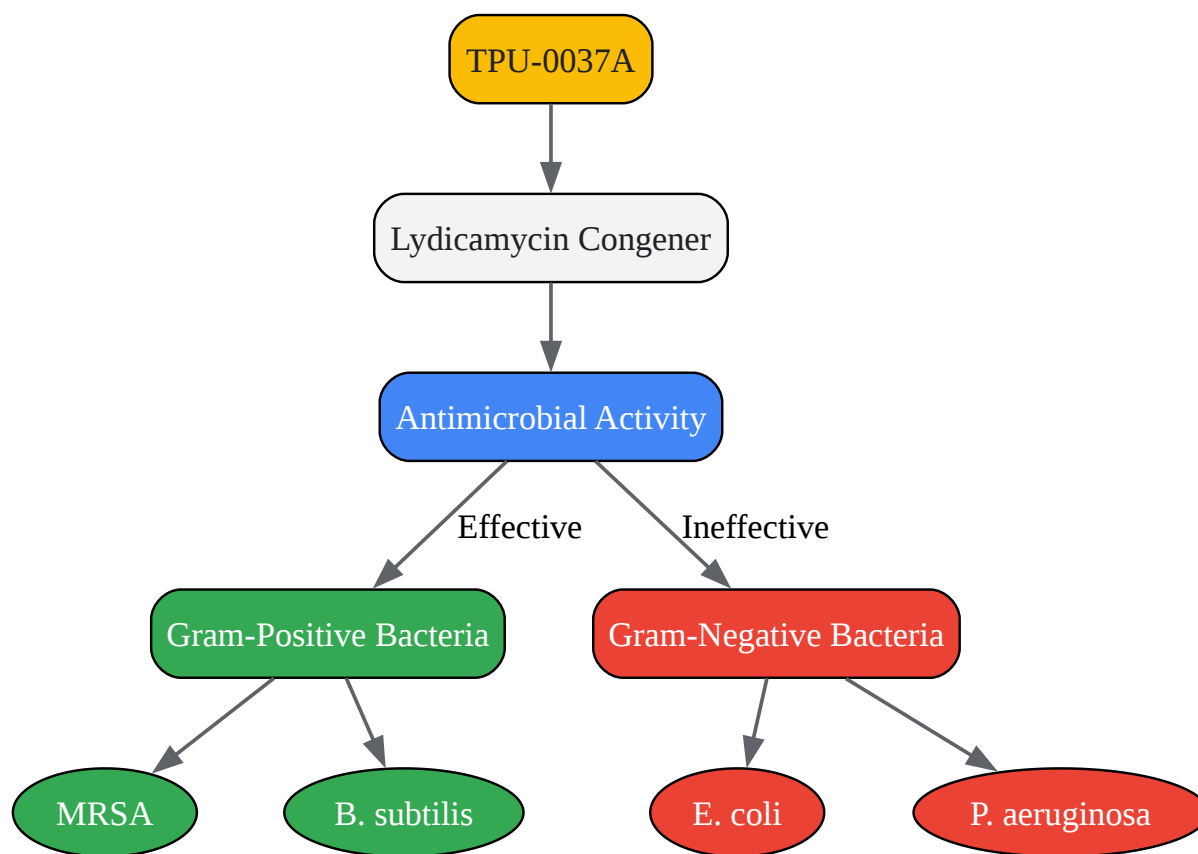 TPU-0037A
Lydicamycin Congener
Antimicrobial Activity
Effective
Ineffective
Gram-Positive Bacteria
Gram-Negative Bacteria
MRSA
B. subtilis
E. coli
P. aeruginosa